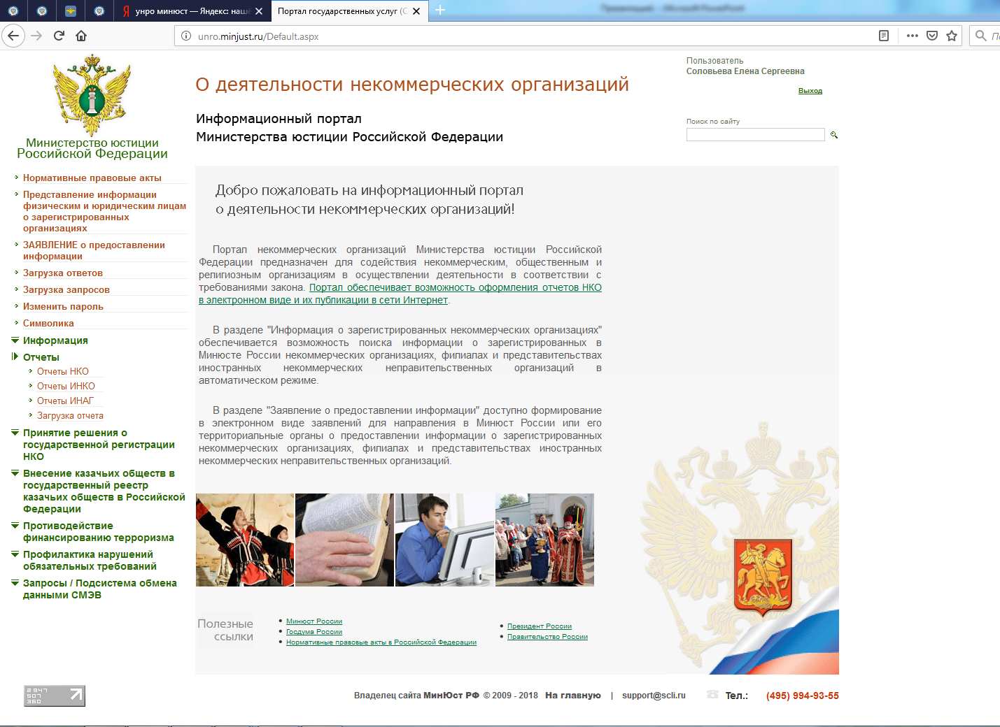 Презентация1 - Microsoft PowerPoint
унро минюст — Яндекс: наш
Портал государственных услуг (С
unro.minjust.ru/Default.aspx
По
Министерство юстиции
Российской Федерации
О деятельности некоммерческих организаций
Информационный портал
Министерства юстиции Российской Федерации
Пользователь
Соловьева Елена Сергеевна
Выход
Поиск по сайту
Нормативные правовые акты
Представление информации
физическим и юридическим лицам
о зарегистрированных
организациях
ЗАЯВЛЕНИЕ о предоставлении
информации
Загрузка ответов
Загрузка запросов
Изменить пароль
Символика
Информация
Отчеты
Отчеты НКО
Отчеты ИНКО
Отчеты ИНАГ
Загрузка отчета
Принятие решения о
государственной регистрации
НКО
Внесение казачьих обществ в
государственный реестр
казачьих обществ в Российской
Федерации
Противодействие
финансированию терроризма
Профилактика нарушений
обязательных требований
Запросы / Подсистема обмена
данными СМЭВ
Добро пожаловать на информационный портал
о деятельности некоммерческих организаций!
Портал некоммерческих организаций Министерства юстиции Российской
Федерации предназначен для содействия некоммерческим, общественным и
религиозным организациям в осуществлении деятельности в соответствии с
требованиями закона. Портал обеспечивает возможность оформления отчетов НКО
в электронном виде и их публикации в сети Интернет.
В разделе "Информация о зарегистрированных некоммерческих организациях"
обеспечивается возможность поиска информации о зарегистрированных в
Минюсте России некоммерческих организациях, филиалах и представительствах
иностранных некоммерческих неправительственных организаций в
автоматическом режиме.
В разделе "Заявление о предоставлении информации" доступно формирование
в электронном виде заявлений для направления в Минюст России или его
территориальные органы о предоставлении информации о зарегистрированных
некоммерческих организациях, филиалах и представительствах иностранных
некоммерческих неправительственных организаций.
Полезные
ссылки
Минюст России
Госдума России
Нормативные правовые акты в Российской Федерации
Президент России
Правительство России
2947
507
360
Владелец сайта МинЮст РФ © 2009 - 2018 На главную | support@scli.ru Тел.: (495) 994-93-55